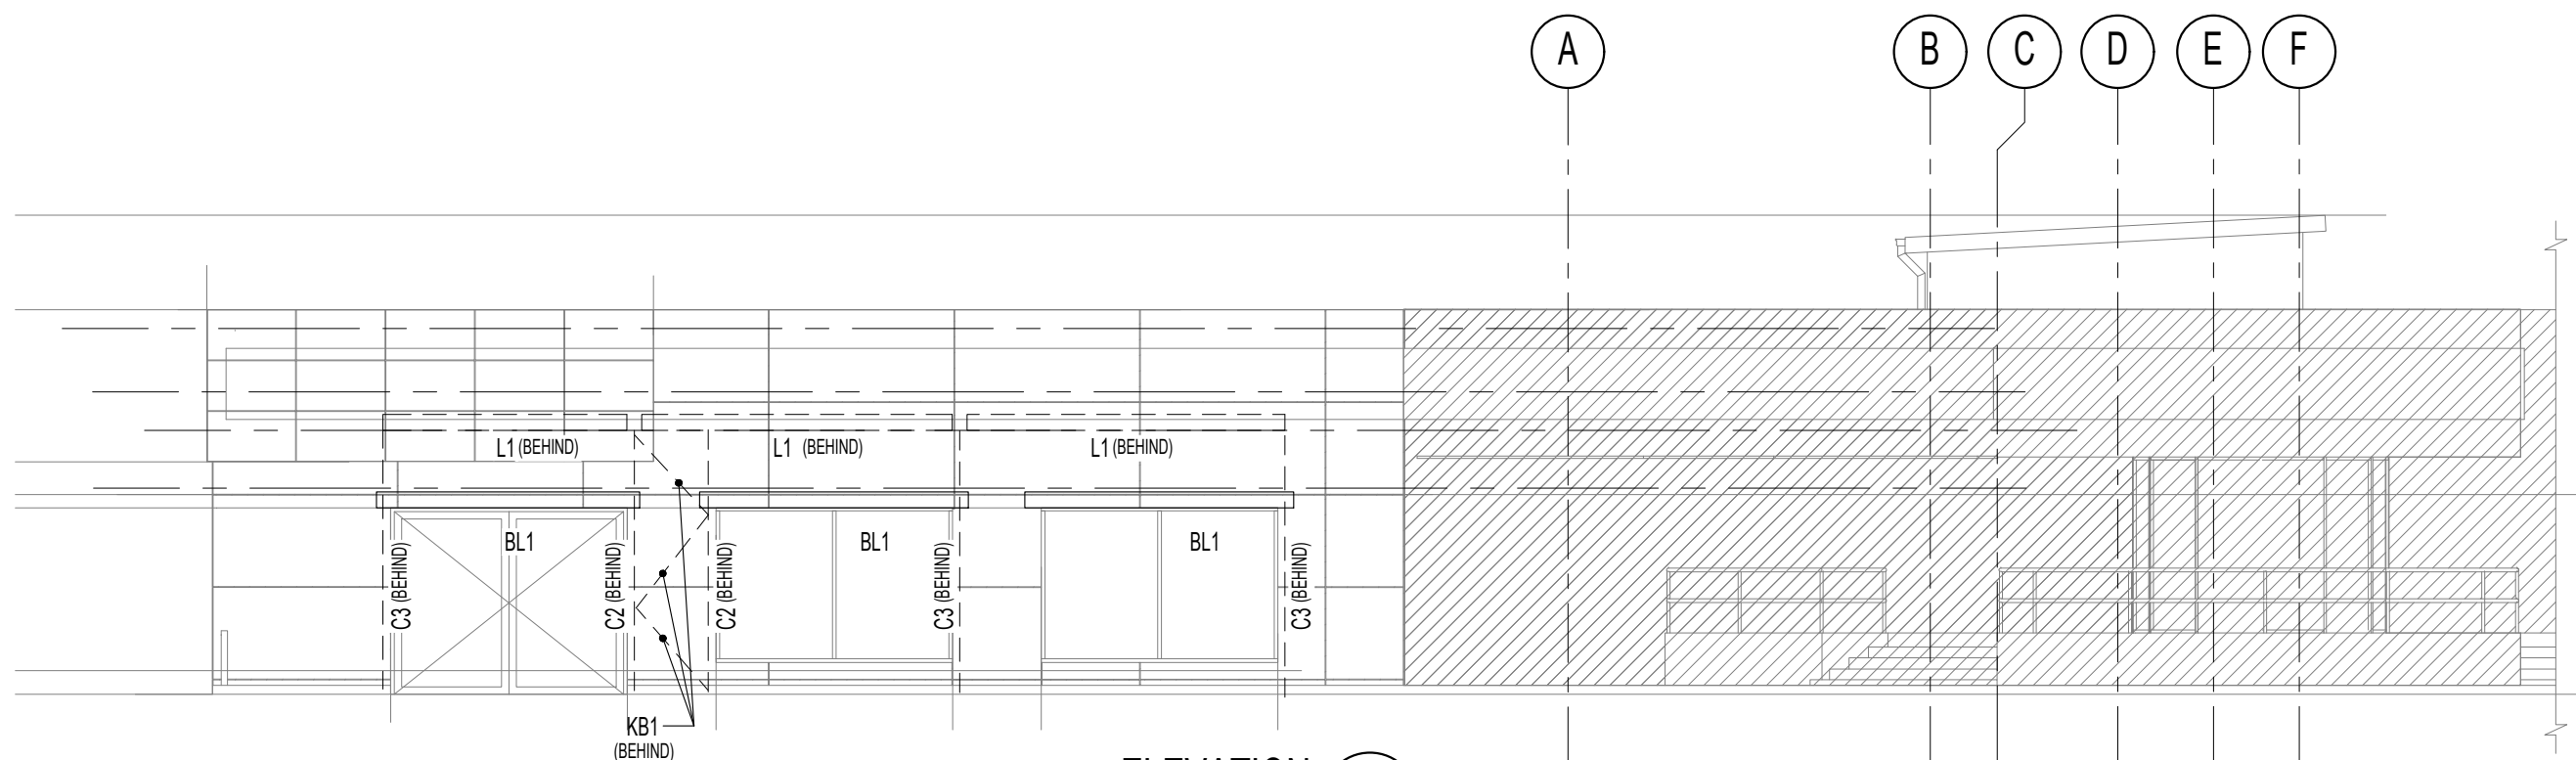 A
B
C
D
E
F
L1 (BEHIND)
L1 (BEHIND)
L1 (BEHIND)
BL1
BL1
BL1
C3 (BEHIND)
C2 (BEHIND)
C2 (BEHIND)
C3 (BEHIND)
C3 (BEHIND)
KB1
(BEHIND)
ELEVATION